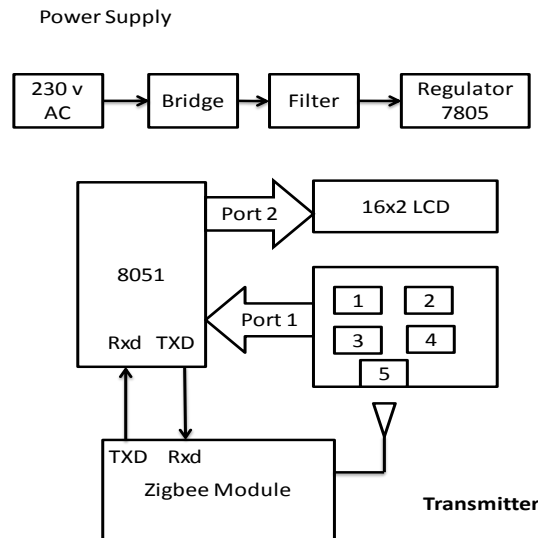 Power Supply
230 v
AC
Bridge
Filter
Regulator
7805
Port 2
16x2 LCD
8051
Port 1
1
2
3
4
5
Rxd TXD
TXD Rxd
Zigbee Module
Transmitter